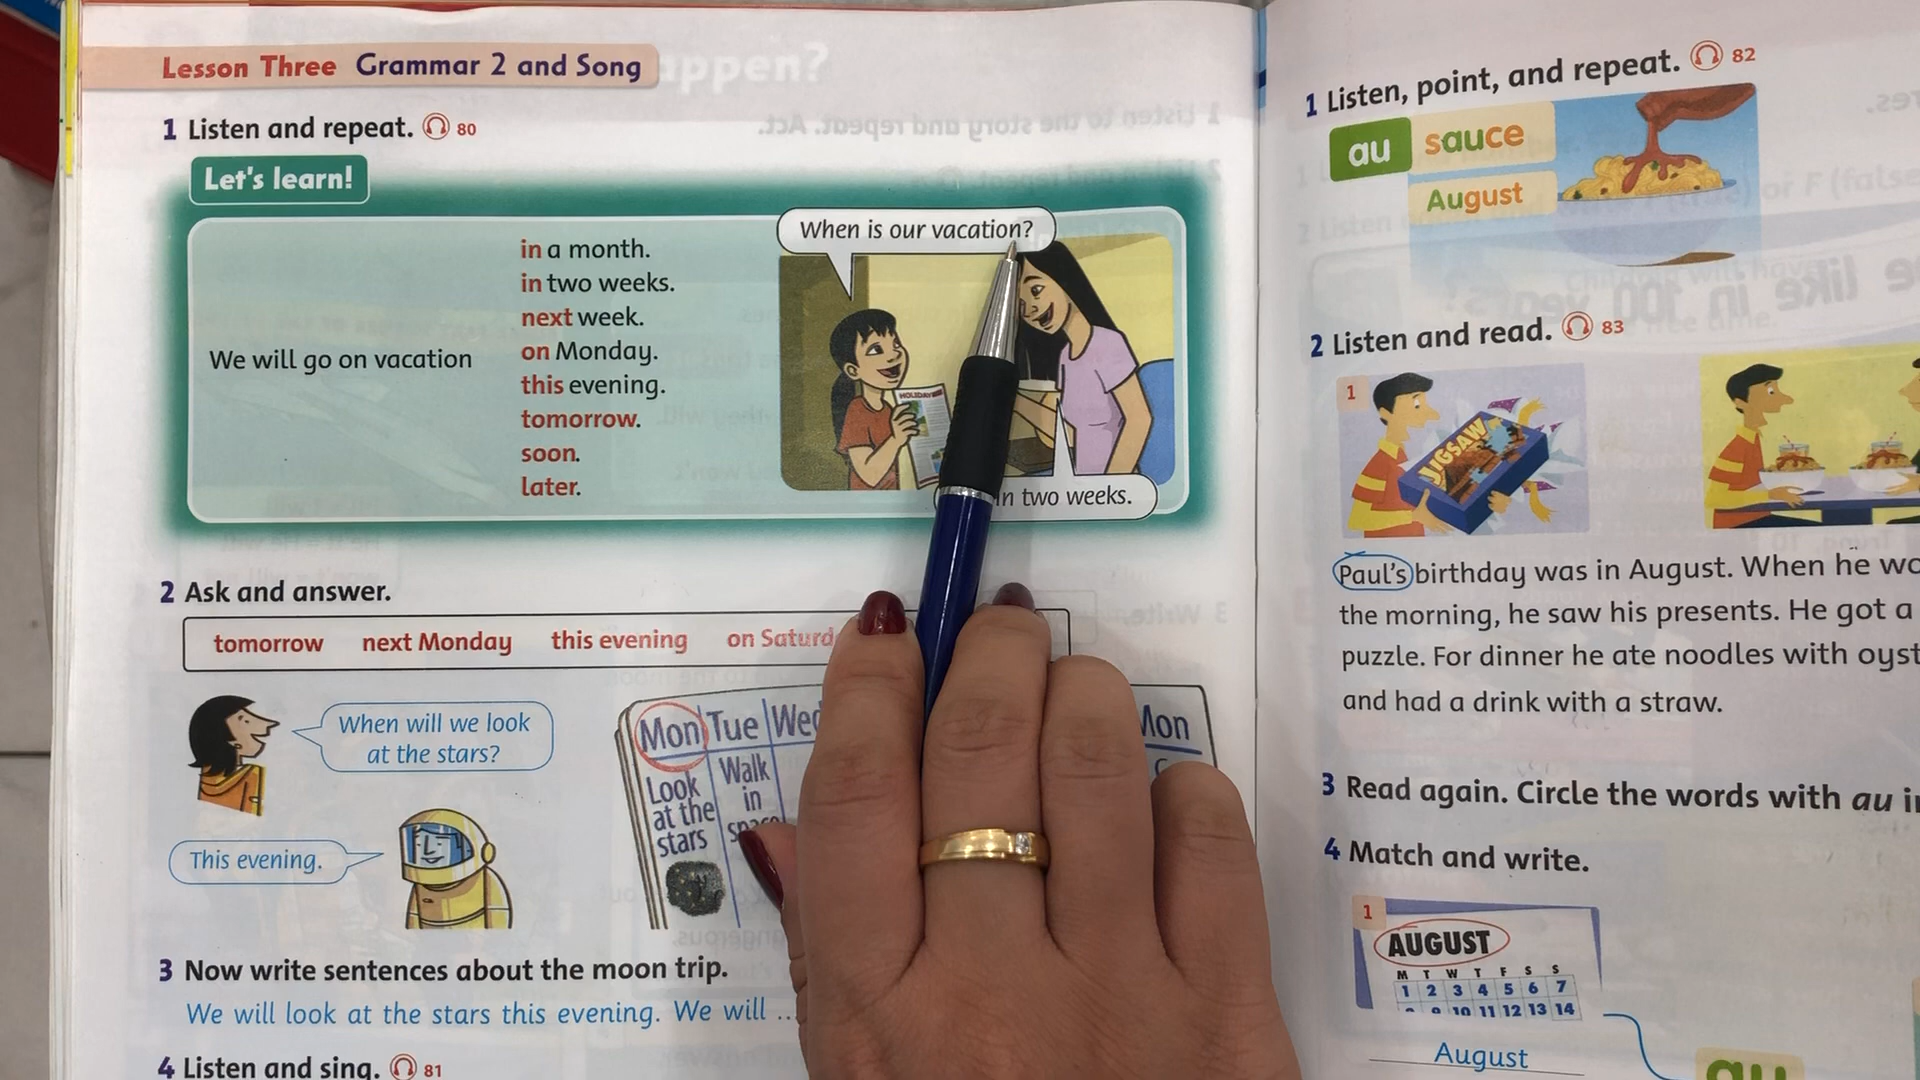 Lesson Three Grammar 2 and Song
1 Listen and repeat. 80
Let's learn!
We will go on vacation
in a month.
in two weeks.
next week.
on Monday.
this evening.
tomorrow.
soon.
later.
When is our vacation?
HOLIDAY
in two weeks.
2 Ask and answer.
tomorrow next Monday this evening on
When will we look
at the stars?
This evening.
Mon Tue Wed
Look
at the
stars
Walk
in
space
Mon
3 Now write sentences about the moon trip.
We will look at the stars this evening. We will ...
4 Listen and sing. 81
1 Listen, point, and repeat. 82
au sauce
August
2 Listen and read. 83
1
JIGSAW
Paul's birthday was in August. When he
the morning, he saw his presents. He got a
puzzle. For dinner he ate noodles with
and had a drink with a straw.
3 Read again. Circle the words with au
4 Match and write.
1
AUGUST
M T W T F S S
1 2 3 4 5 6 7
8 9 10 11 12 13 14
August
au